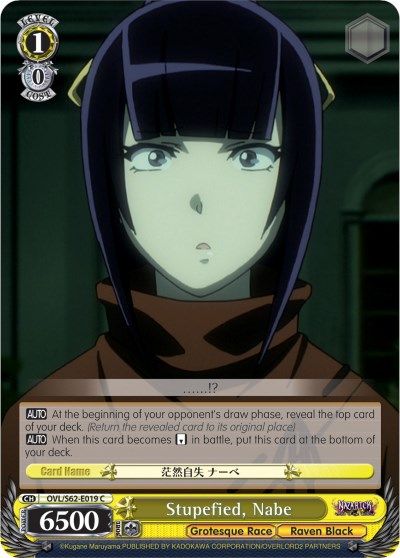 LEVEL
1
0
COST
.......!?
AUTO At the beginning of your opponent's draw phase, reveal the top card
of your deck. (Return the revealed card to its original place)
AUTO When this card becomes in battle, put this card at the bottom of
your deck.
Card Name 茫然自失 ナーベ
OVL/S62-E019 C
Stupefied, Nabe
NAZARICK
POWER 6500 SOUL
Grotesque Race Raven Black
©Kugane Maruyama,PUBLISHED BY KADOKAWA CORPORATION/OVERLORD2 PARTNERS